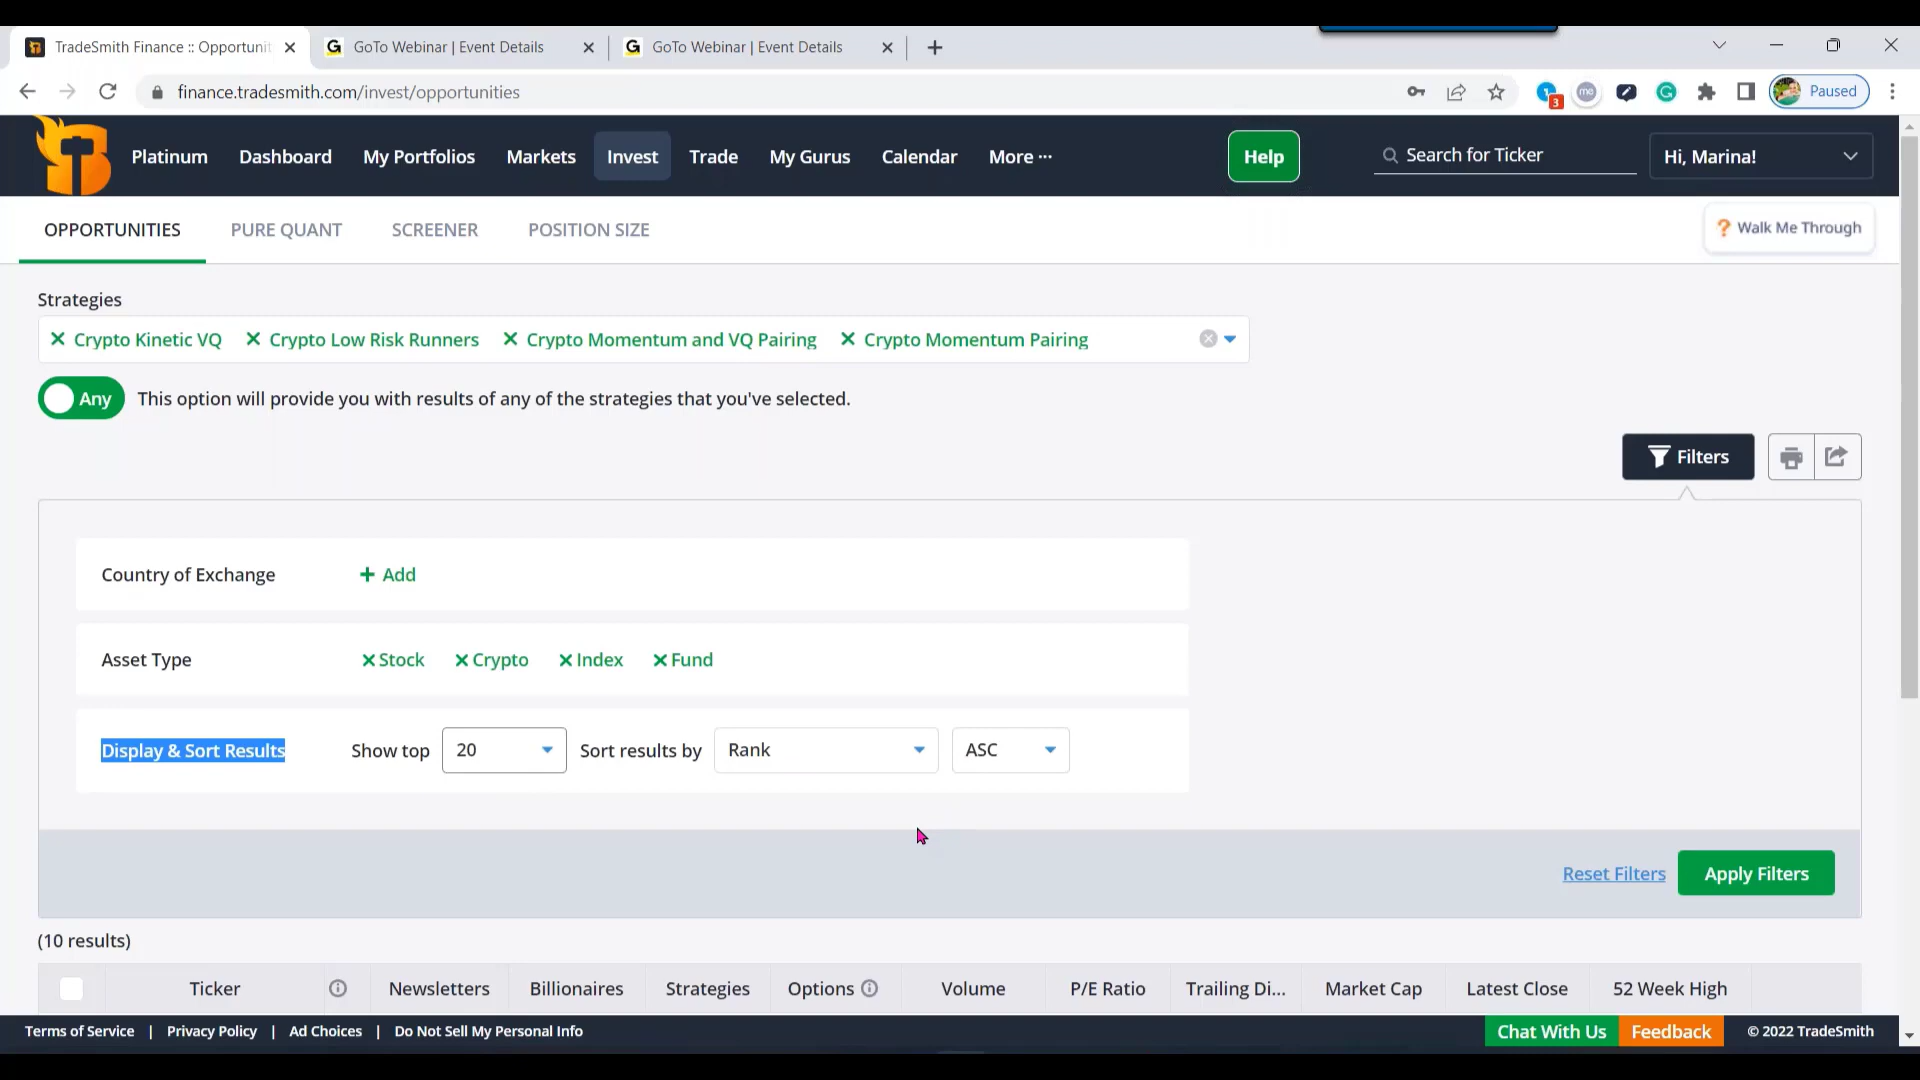 TradeSmith Finance :: Opportunit
GoTo Webinar | Event Details
GoTo Webinar | Event Details
finance.tradesmith.com/invest/opportunities
3
Paused
Platinum Dashboard My Portfolios Markets Invest Trade My Gurus Calendar More ···
Help
Search for Ticker
Hi, Marina!
OPPORTUNITIES PURE QUANT SCREENER POSITION SIZE
? Walk Me Through
Strategies
✕ Crypto Kinetic VQ ✕ Crypto Low Risk Runners ✕ Crypto Momentum and VQ Pairing ✕ Crypto Momentum Pairing
Any This option will provide you with results of any of the strategies that you've selected.
Filters
Country of Exchange + Add
Asset Type ✕ Stock ✕ Crypto ✕ Index ✕ Fund
Display & Sort Results Show top 20 Sort results by Rank ASC
Reset Filters Apply Filters
(10 results)
Ticker Newsletters Billionaires Strategies Options Volume P/E Ratio Trailing Di... Market Cap Latest Close 52 Week High
Terms of Service | Privacy Policy | Ad Choices | Do Not Sell My Personal Info Chat With Us Feedback © 2022 TradeSmith